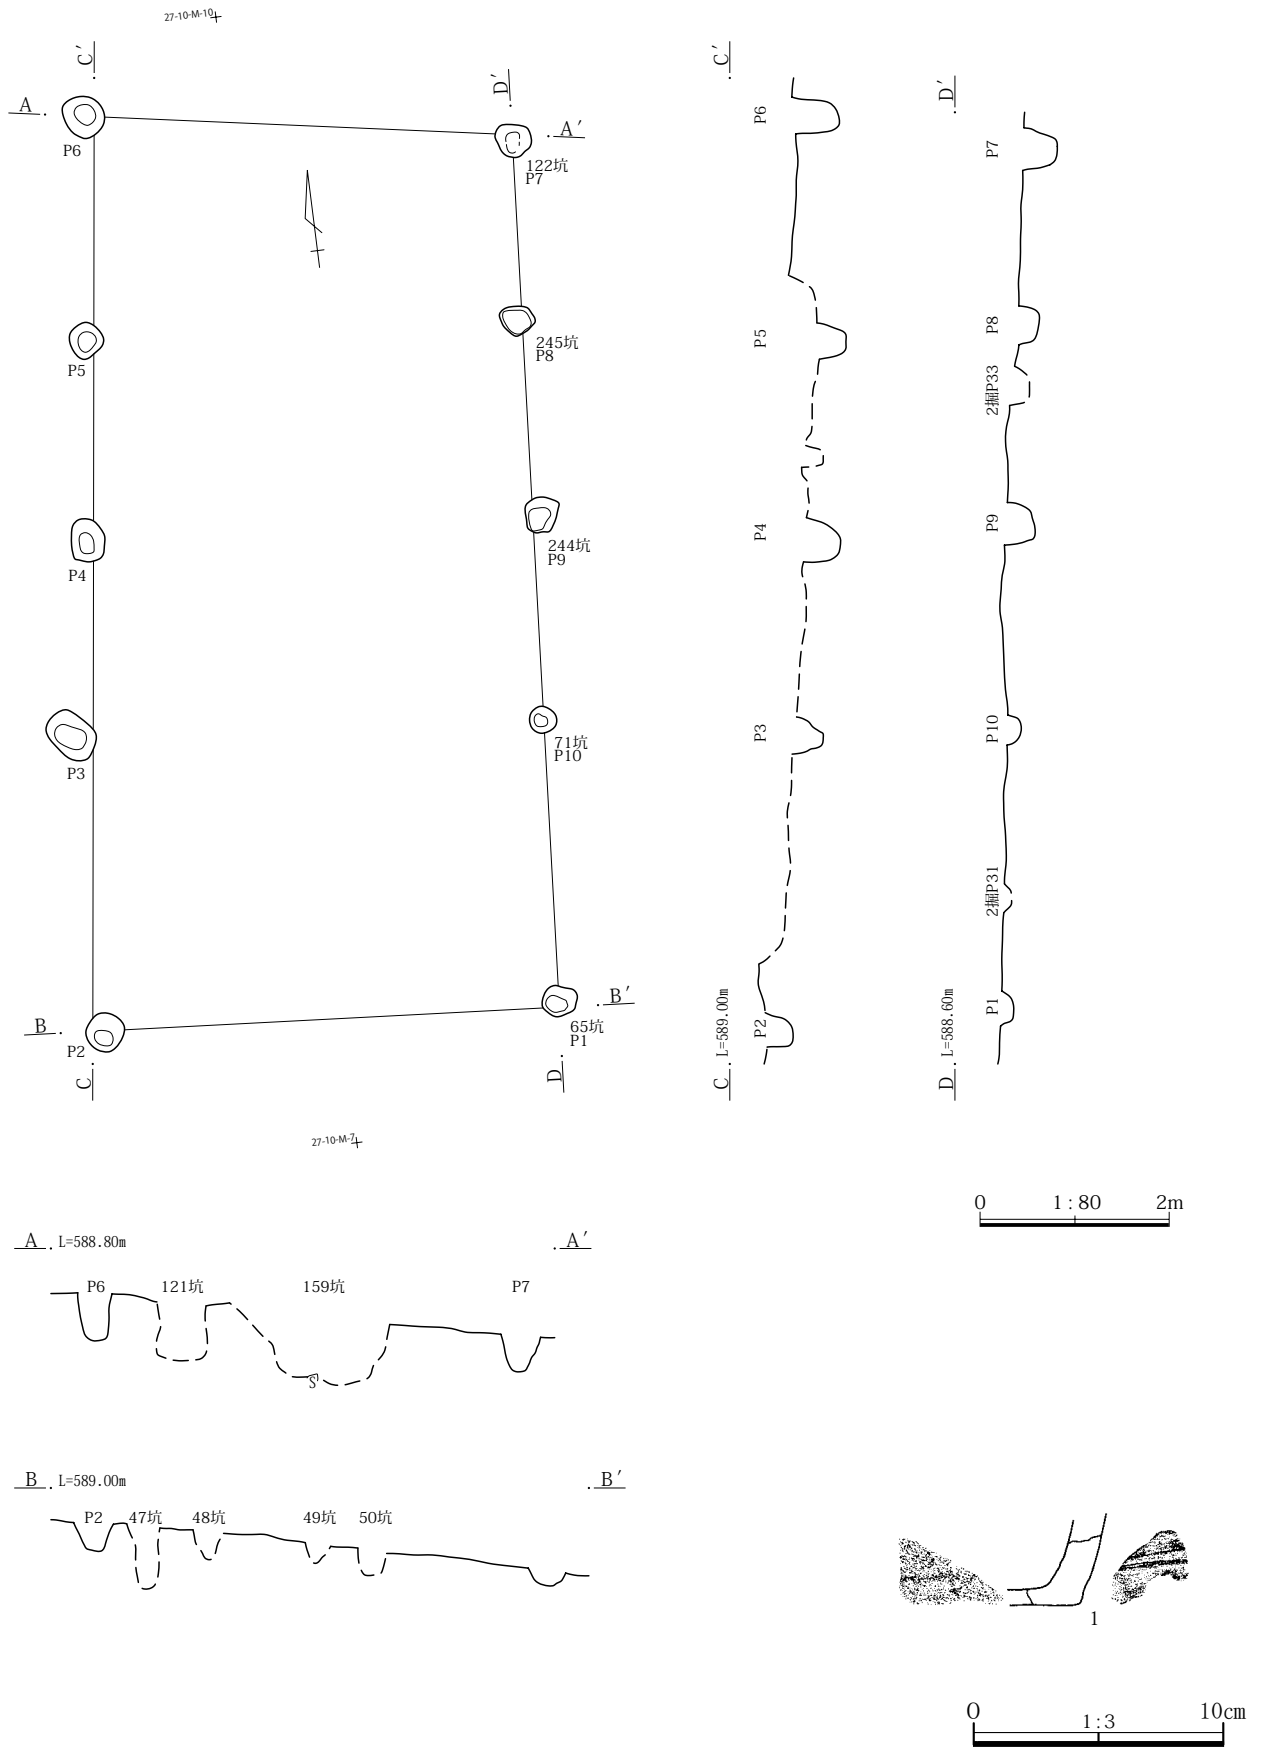 27-10-M-10
C′
A
P6
D′
A′
122坑
P7
P5
245坑
P8
P4
244坑
P9
P3
71坑
P10
B
P2
B′
65坑
P1
C
D
27-10-M-7
C′
P6
P5
P4
P3
P2
C
L=589.00m
D′
P7
P8
2掘P33
P9
P10
2掘P31
P1
D
L=588.60m
0 1:80 2m
A L=588.80m A′
P6 121坑 159坑 P7
S
B L=589.00m B′
P2 47坑 48坑 49坑 50坑
1
0 1:3 10cm